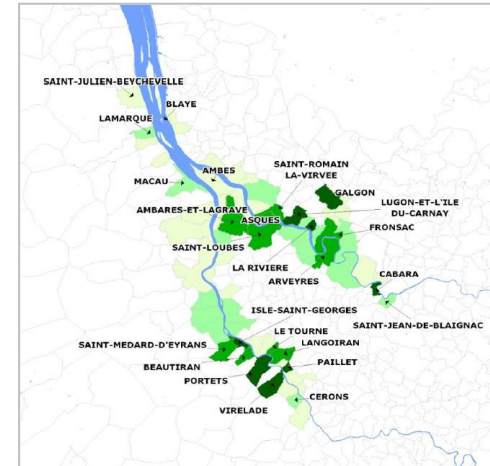 SAINT-JULIEN-BEYCHEVELLE
BLAYE
LAMARQUE
AMBES
SAINT-ROMAIN
LA-VIRVEE
MACAU
GALGON
LUGON-ET-L'ILE
DU-CARNAY
AMBARES-ET-LAGRAVE
ASQUES
FRONSAC
SAINT-LOUBES
LA RIVIERE
CABARA
ARVEYRES
ISLE-SAINT-GEORGES
SAINT-JEAN-DE-BLAIGNAC
LE TOURNE
SAINT-MEDARD-D'EYRANS
LANGOIRAN
BEAUTIRAN
PAILLET
PORTETS
CERONS
VIRELADE